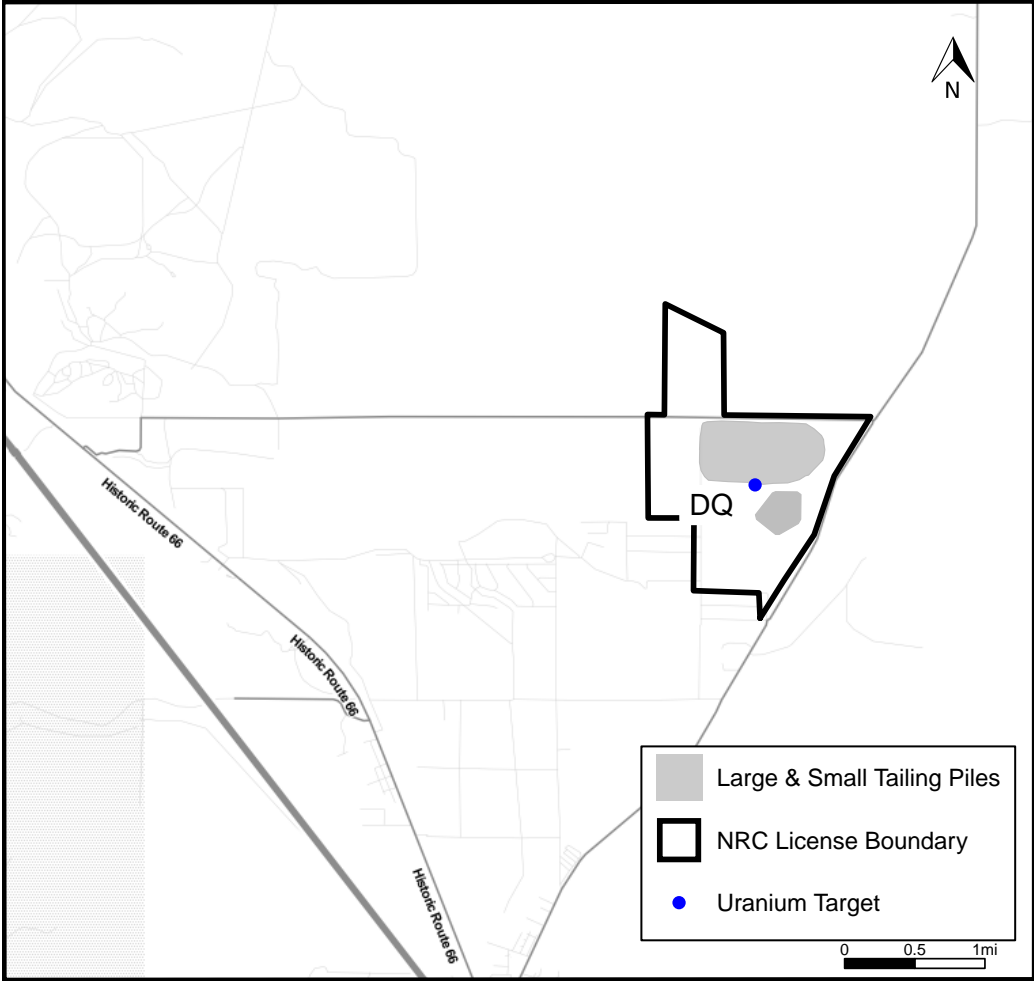 N
Historic Route 66
DQ
Historic Route 66
Historic Route 66
Large & Small Tailing Piles
NRC License Boundary
Uranium Target
0 0.5 1mi